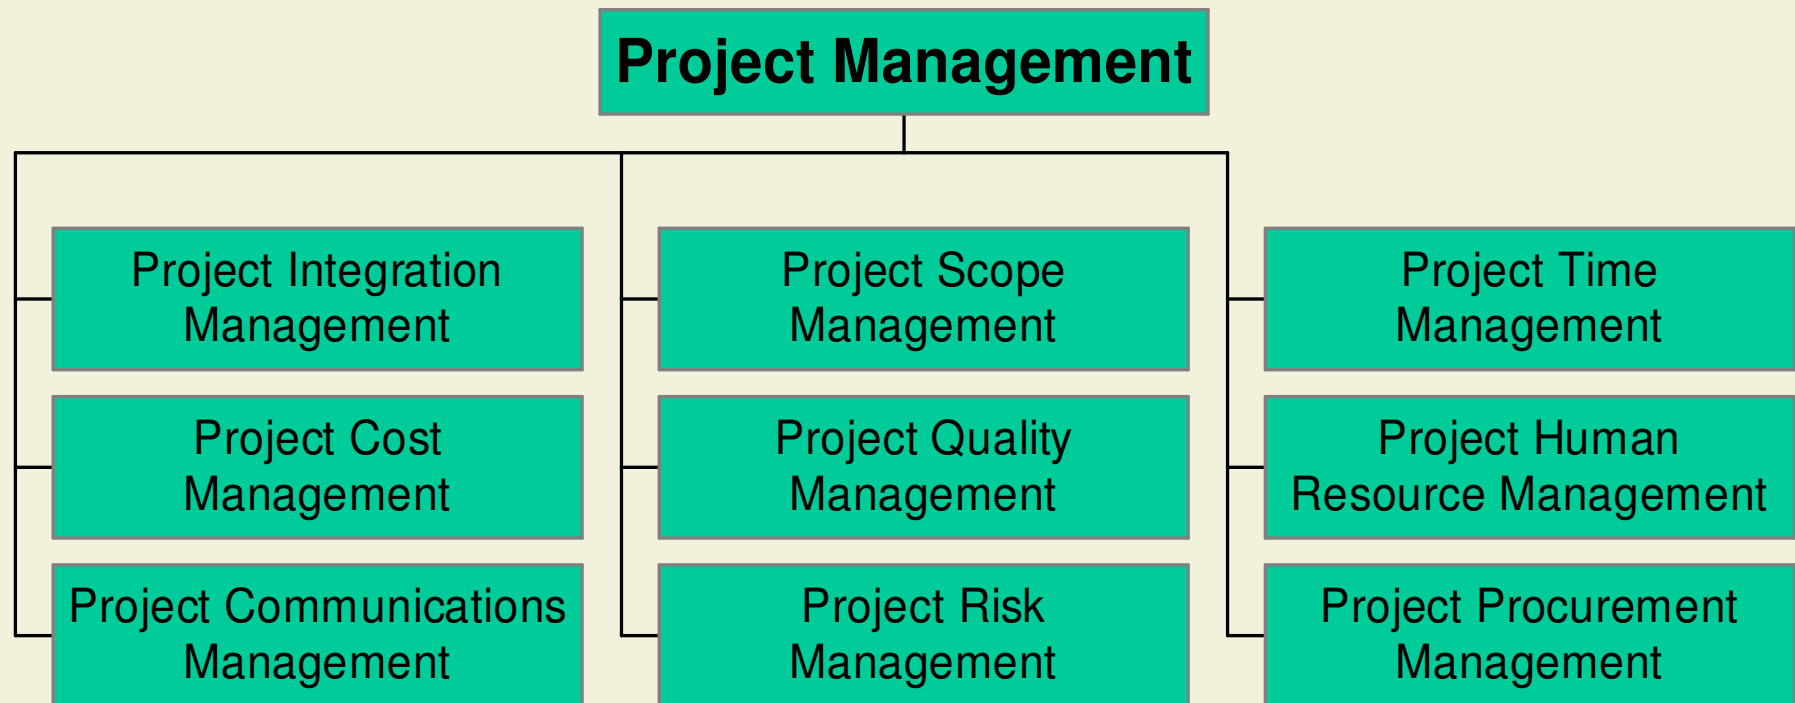 Project Management
Project Integration
Management
Project Scope
Management
Project Time
Management
Project Cost
Management
Project Quality
Management
Project Human
Resource Management
Project Communications
Management
Project Risk
Management
Project Procurement
Management